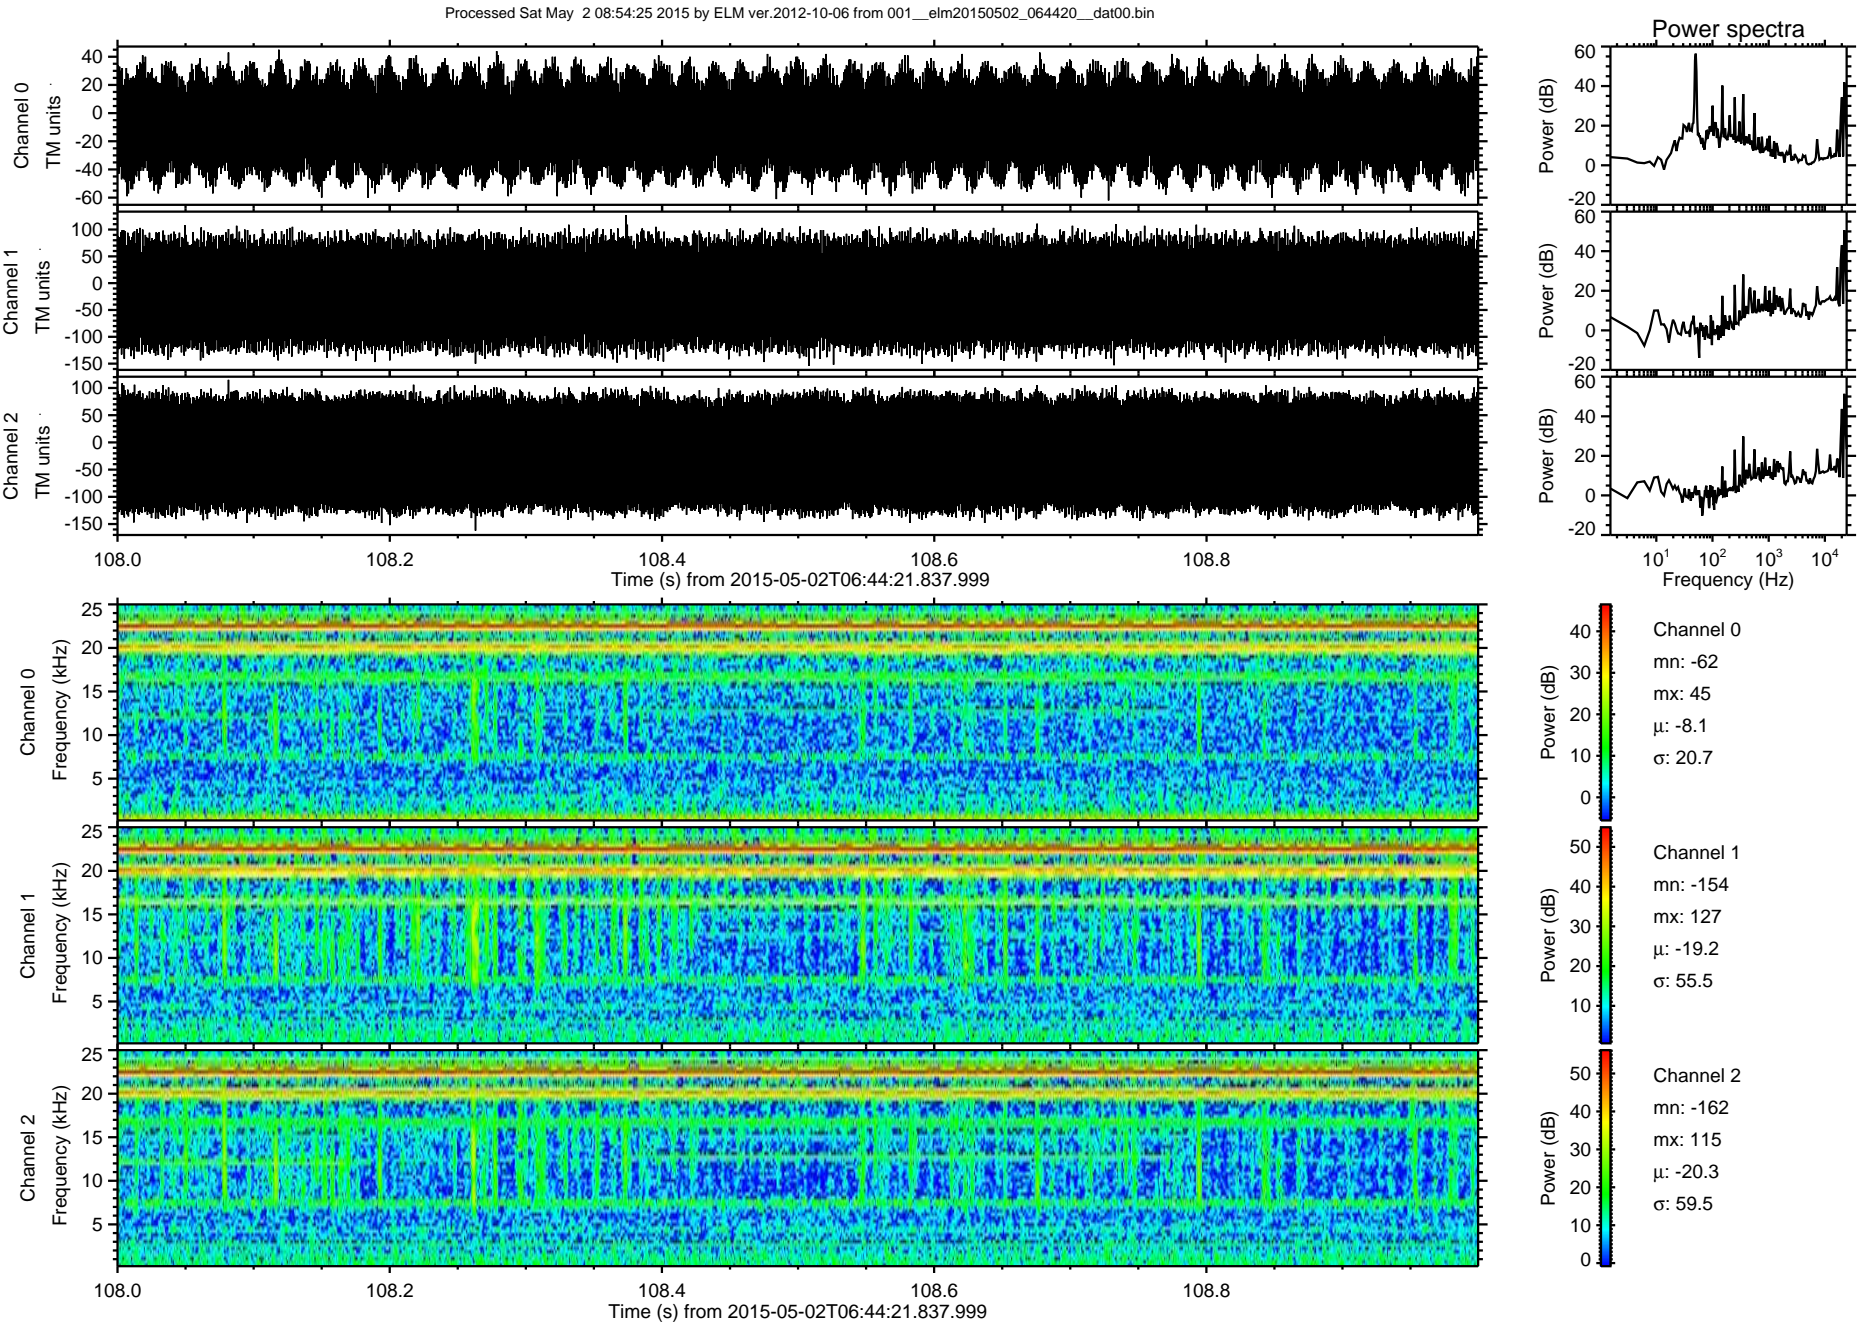 Processed Sat May  2 08:54:25 2015 by ELM ver.2012-10-06 from 001__elm20150502_064420__dat00.bin
Power spectra
Channel 0
TM units
40
20
0
-20
-40
-60
Power (dB)
60
40
20
0
-20
Channel 1
TM units
100
50
0
-50
-100
-150
Power (dB)
60
40
20
0
-20
Channel 2
TM units
100
50
0
-50
-100
-150
Power (dB)
60
40
20
0
-20
108.0 108.2 108.4 108.6 108.8
Time (s) from 2015-05-02T06:44:21.837.999
10^1 10^2 10^3 10^4
Frequency (Hz)
Channel 0
Frequency (kHz)
25
20
15
10
5
Power (dB)
40
30
20
10
0
Channel 0
mn: -62
mx: 45
μ: -8.1
σ: 20.7
Channel 1
Frequency (kHz)
25
20
15
10
5
Power (dB)
50
40
30
20
10
Channel 1
mn: -154
mx: 127
μ: -19.2
σ: 55.5
Channel 2
Frequency (kHz)
25
20
15
10
5
Power (dB)
50
40
30
20
10
0
Channel 2
mn: -162
mx: 115
μ: -20.3
σ: 59.5
108.0 108.2 108.4 108.6 108.8
Time (s) from 2015-05-02T06:44:21.837.999